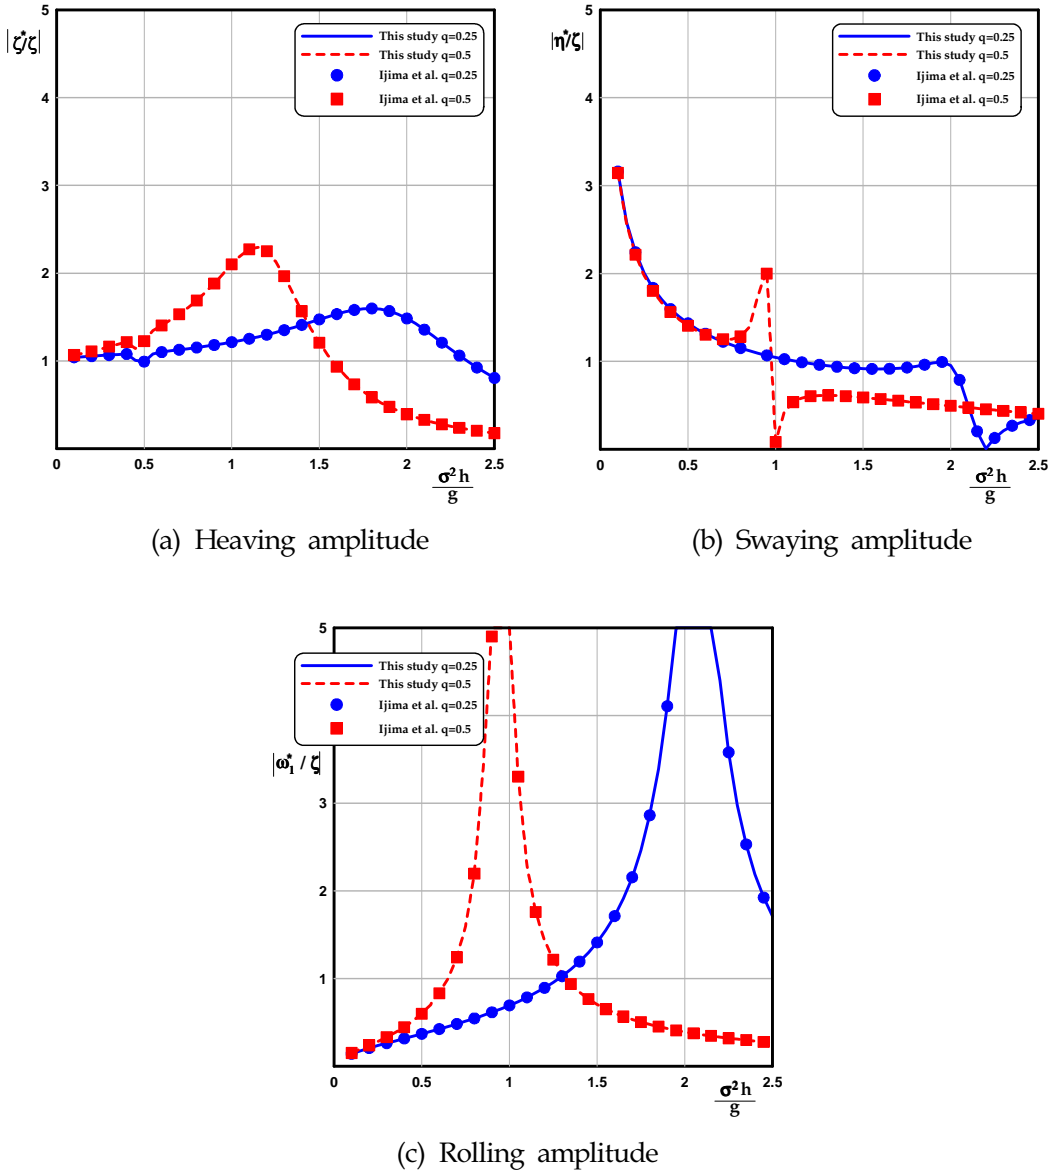 5
4
3
2
1
0
0.5
1
1.5
2
2.5
|ζ*/ζ|
This study q=0.25
This study q=0.5
Ijima et al. q=0.25
Ijima et al. q=0.5
σ²h
g
(a) Heaving amplitude
5
4
3
2
1
0
0.5
1
1.5
2
2.5
|η*/ζ|
This study q=0.25
This study q=0.5
Ijima et al. q=0.25
Ijima et al. q=0.5
σ²h
g
(b) Swaying amplitude
5
3
2
1
0
0.5
1
1.5
2
2.5
This study q=0.25
This study q=0.5
Ijima et al. q=0.25
Ijima et al. q=0.5
|ω₁*/ζ|
σ²h
g
(c) Rolling amplitude